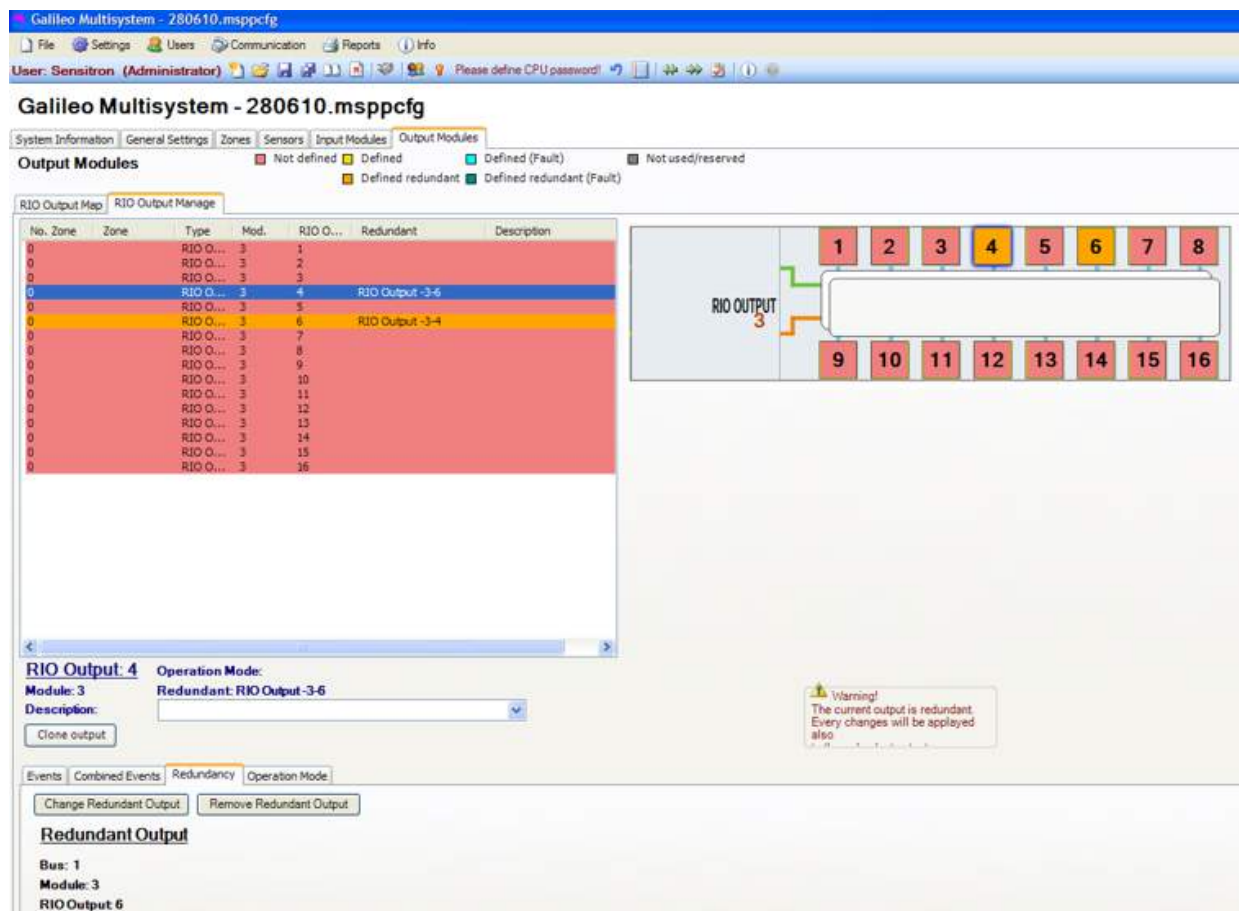 Galileo Multisystem - 280610.msppcfg
File Settings Users Communication Reports Info
User: Sensitron (Administrator) Please define CPU password!
Galileo Multisystem - 280610.msppcfg
System Information General Settings Zones Sensors Input Modules Output Modules
Output Modules Not defined Defined Defined (Fault) Not used/reserved
Defined redundant Defined redundant (Fault)
RIO Output Map RIO Output Manage
No. Zone Zone Type Mod. RIO O... Redundant Description
0 RIO O... 3 1
0 RIO O... 3 2
0 RIO O... 3 3
0 RIO O... 3 4 RIO Output -3-6
0 RIO O... 3 5
0 RIO O... 3 6 RIO Output -3-4
0 RIO O... 3 7
0 RIO O... 3 8
0 RIO O... 3 9
0 RIO O... 3 10
0 RIO O... 3 11
0 RIO O... 3 12
0 RIO O... 3 13
0 RIO O... 3 14
0 RIO O... 3 15
0 RIO O... 3 16
1 2 3 4 5 6 7 8
RIO OUTPUT
3
9 10 11 12 13 14 15 16
RIO Output: 4 Operation Mode:
Module: 3 Redundant: RIO Output -3-6
Description:
Clone output
Warning!
The current output is redundant.
Every changes will be applayed
also
Events Combined Events Redundancy Operation Mode
Change Redundant Output Remove Redundant Output
Redundant Output
Bus: 1
Module: 3
RIO Output: 6